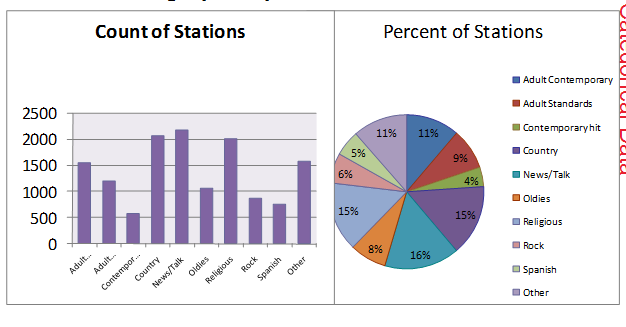 Count of Stations
2500
2000
1500
1000
500
0
Adult...
Adult...
Contempor...
Country
News/Talk
Oldies
Religious
Rock
Spanish
Other
Percent of Stations
11%
9%
4%
15%
16%
8%
15%
6%
5%
11%
Adult Contemporary
Adult Standards
Contemporary hit
Country
News/Talk
Oldies
Religious
Rock
Spanish
Other
Data